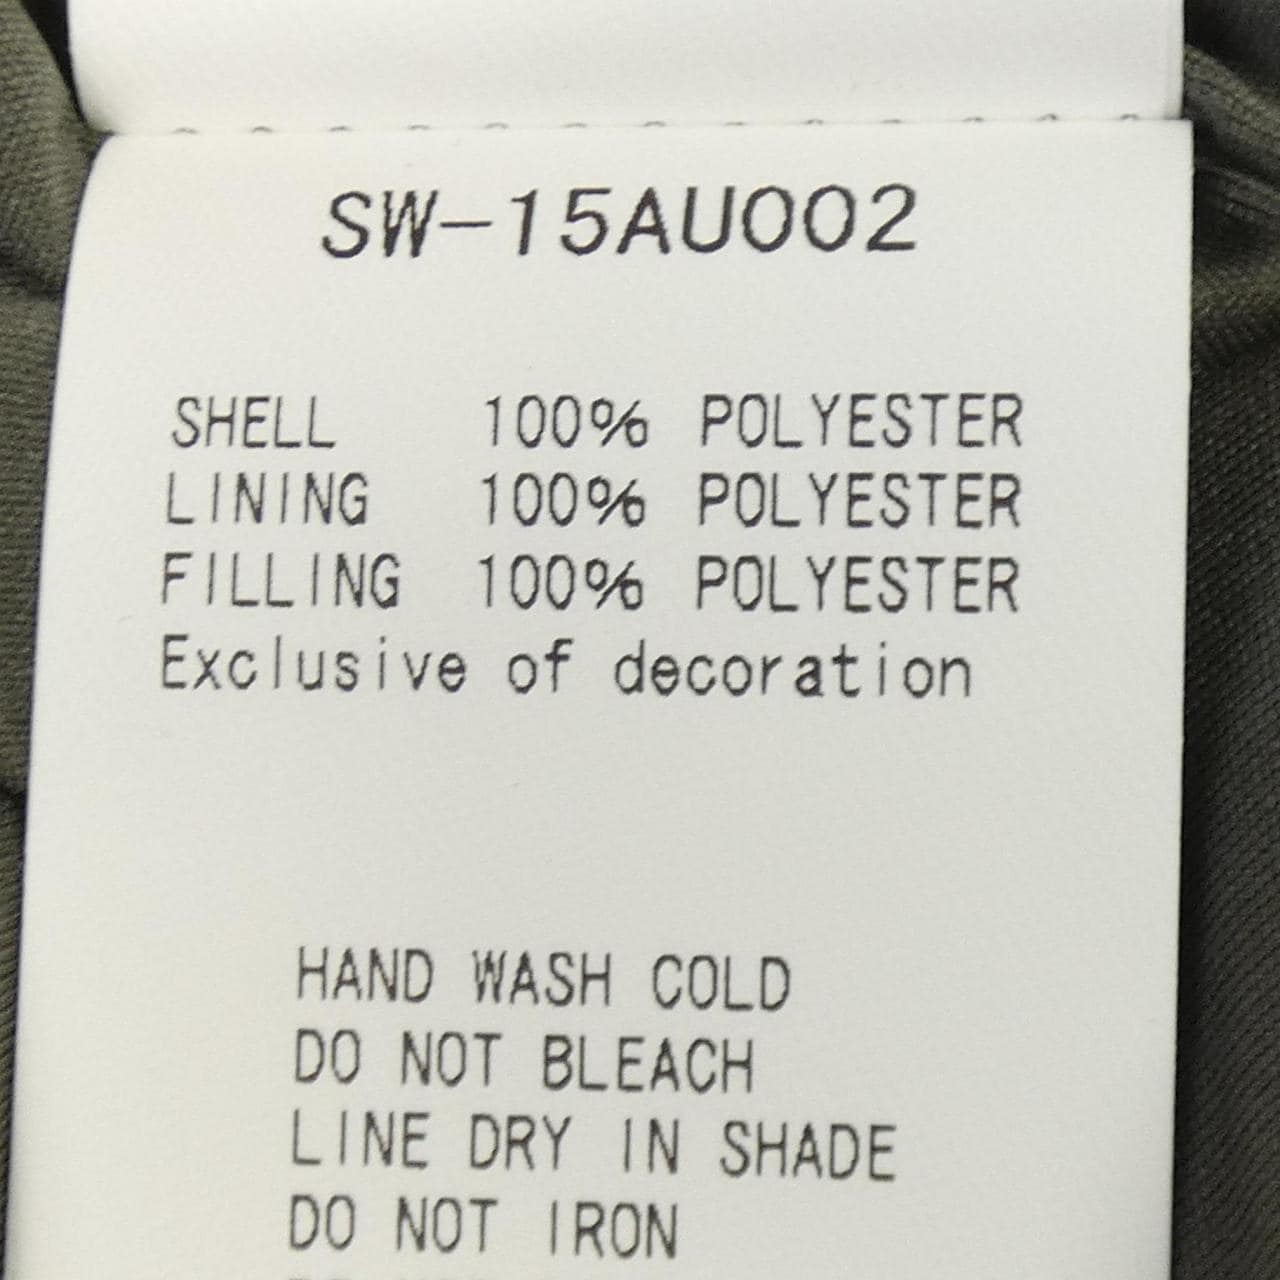 SW-15AU002
SHELL 100% POLYESTER
LINING 100% POLYESTER
FILLING 100% POLYESTER
Exclusive of decoration
HAND WASH COLD
DO NOT BLEACH
LINE DRY IN SHADE
DO NOT IRON